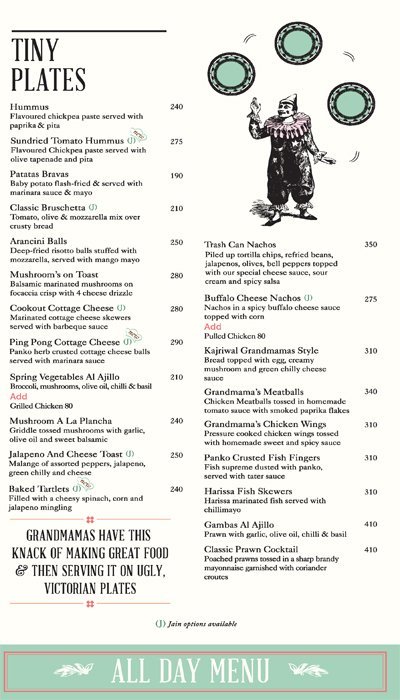 TINY
PLATES
Hummus 240
Flavoured chickpea paste served with
paprika & pita
Sundried Tomato Hummus (J) 275
Flavoured Chickpea paste served with
olive tapenade and pita
Patatas Bravas 190
Baby potato flash-fried & served with
marinara sauce & mayo
Classic Bruschetta (J) 210
Tomato, olive & mozzarella mix over
crusty bread
Arancini Balls 250
Deep-fried risotto balls stuffed with
mozzarella, served with mango mayo
Mushroom's on Toast 280
Balsamic marinated mushrooms on
focaccia crisp with 4 cheese drizzle
Cookout Cottage Cheese (J) 280
Marinated cottage cheese skewers
served with barbeque sauce
Ping Pong Cottage Cheese (J) 290
Panko herb crusted cottage cheese balls
served with marinara sauce
Spring Vegetables Al Ajillo 210
Broccoli, mushrooms, olive oil, chilli & basil
Add
Grilled Chicken 80
Mushroom A La Plancha 240
Griddle tossed mushrooms with garlic,
olive oil and sweet balsamic
Jalapeno And Cheese Toast (J) 250
Malange of assorted peppers, jalapeno,
green chilly and cheese
Baked Tartlets (J) 240
Filled with a cheesy spinach, corn and
jalapeno mingling
GRANDMAMAS HAVE THIS
KNACK OF MAKING GREAT FOOD
& THEN SERVING IT ON UGLY,
VICTORIAN PLATES
Trash Can Nachos 350
Piled up tortilla chips, refried beans,
jalapenos, olives, bell peppers topped
with our special cheese sauce, sour
cream and spicy salsa
Buffalo Cheese Nachos (J) 275
Nachos in a spicy buffalo cheese sauce
topped with corn
Add
Pulled Chicken 80
Kajriwal Grandmamas Style 310
Bread topped with egg, creamy
mushroom and green chilly cheese
sauce
Grandmama's Meatballs 340
Chicken Meatballs tossed in homemade
tomato sauce with smoked paprika flakes
Grandmama's Chicken Wings 310
Pressure cooked chicken wings tossed
with homemade sweet and spicy sauce
Panko Crusted Fish Fingers 310
Fish supreme dusted with panko,
served with tater sauce
Harissa Fish Skewers 310
Harissa marinated fish served with
chillimayo
Gambas Al Ajillo 410
Prawn with garlic, olive oil, chilli & basil
Classic Prawn Cocktail 410
Poached prawns tossed in a sharp brandy
mayonnaise garnished with coriander
croutes
(J) Jain options available
ALL DAY MENU